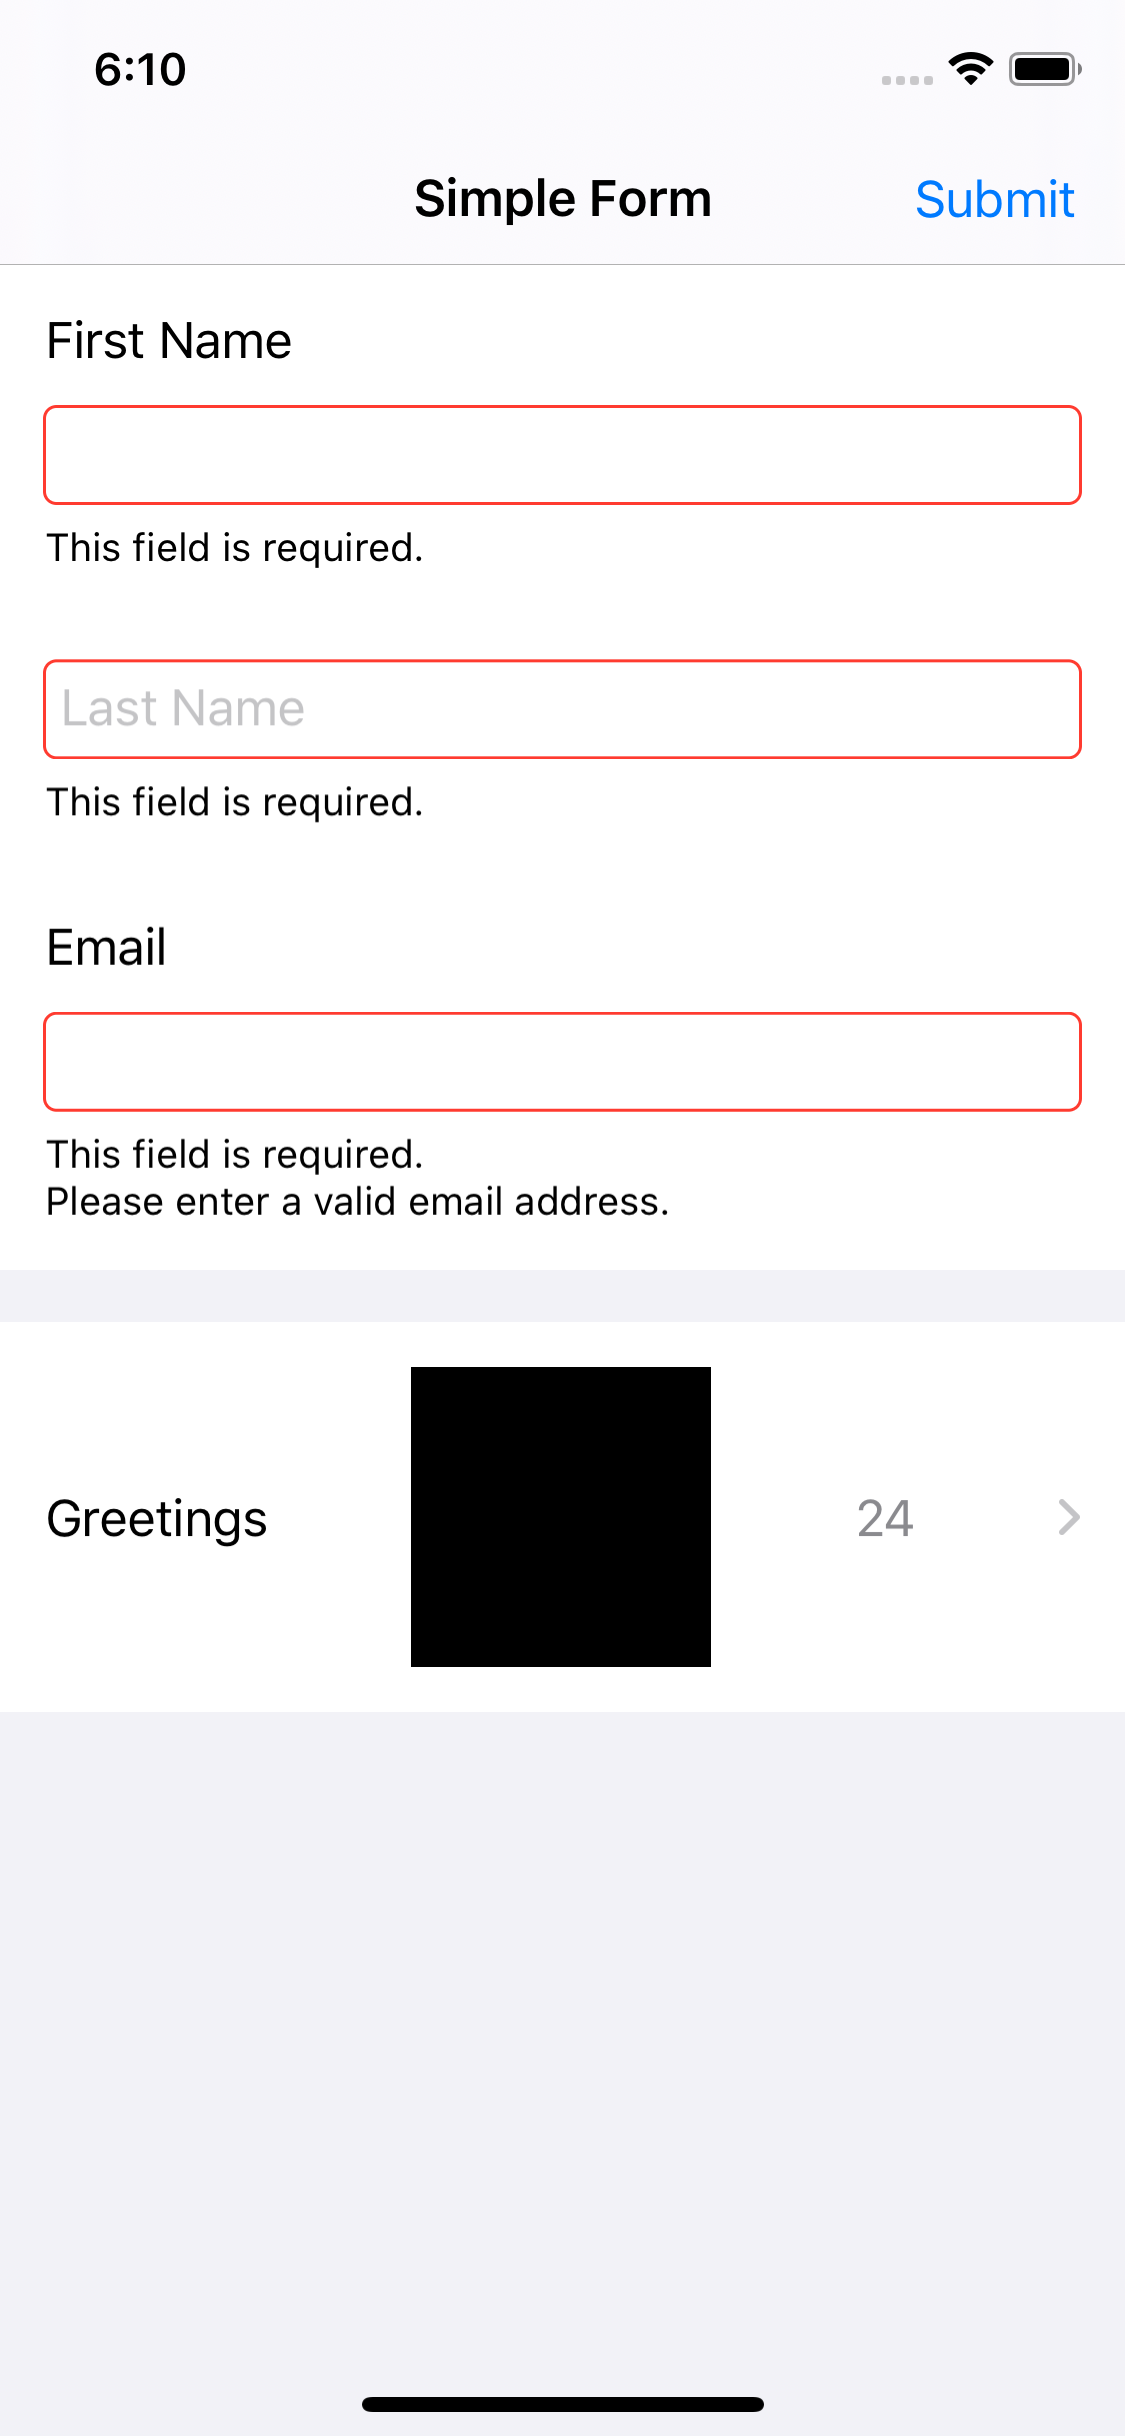 6:10
Simple Form
Submit
First Name
This field is required.
Last Name
This field is required.
Email
This field is required.
Please enter a valid email address.
Greetings
24